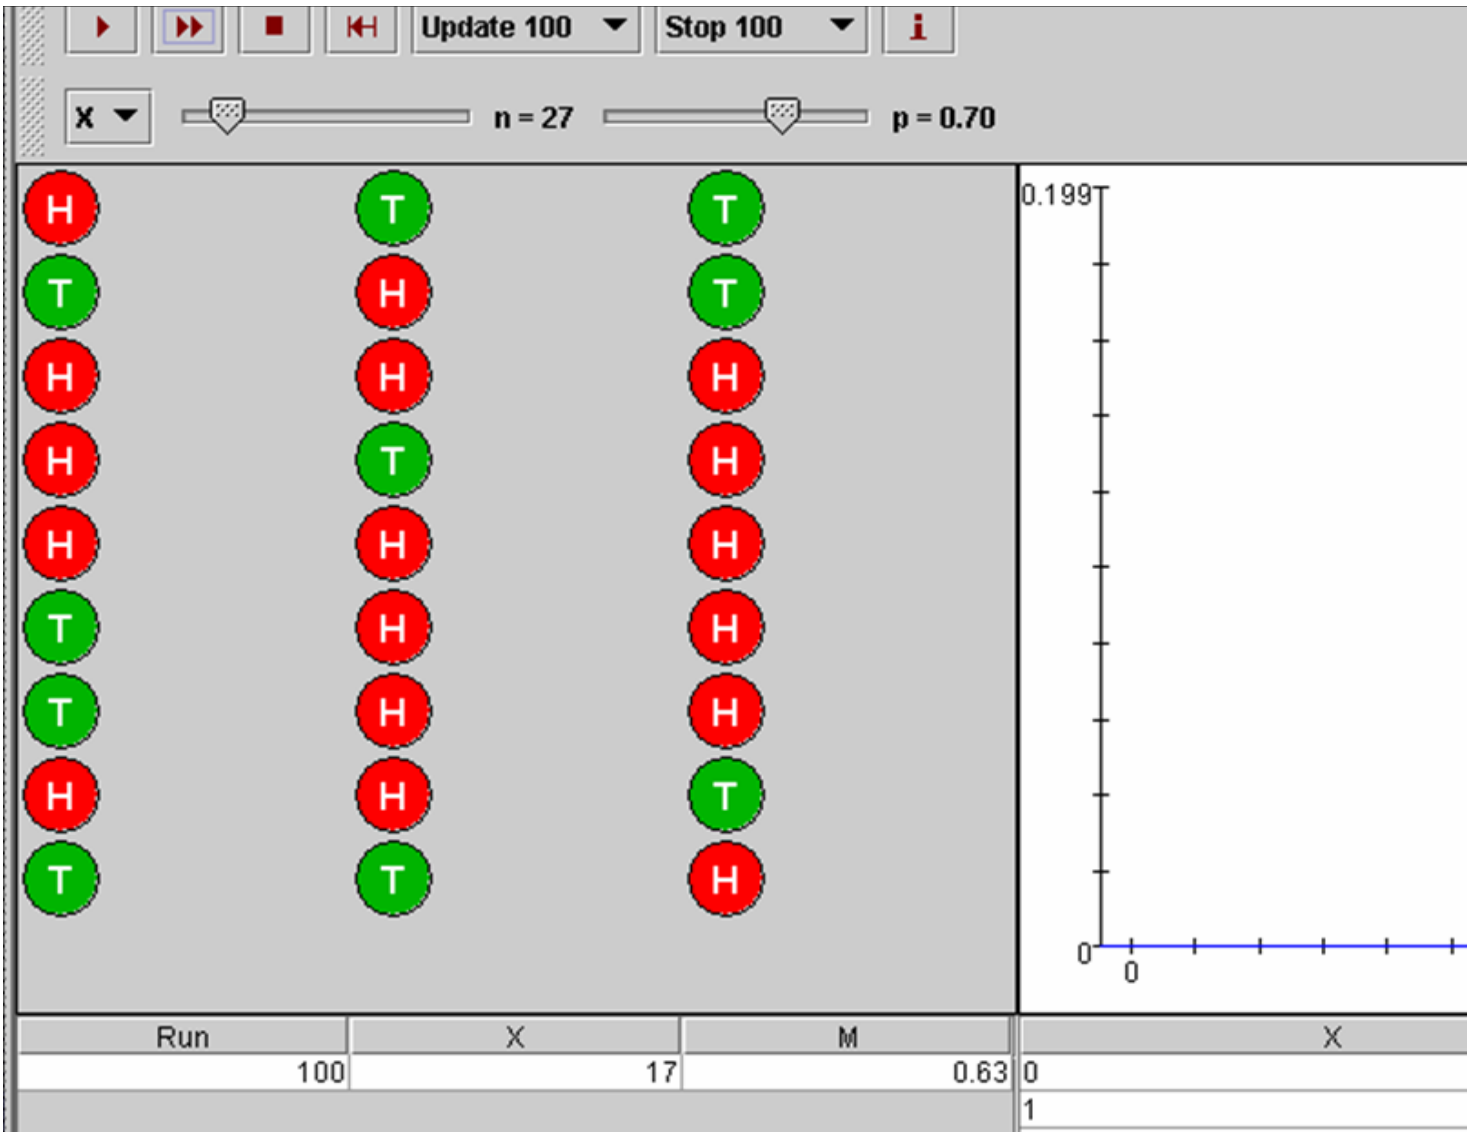 Update 100 Stop 100 i
X n = 27 p = 0.70
H T T
T H T
H H H
H T H
H H H
T H H
T H H
H H T
T T H
0.199
0
0
Run X M X
100 17 0.63 0
1